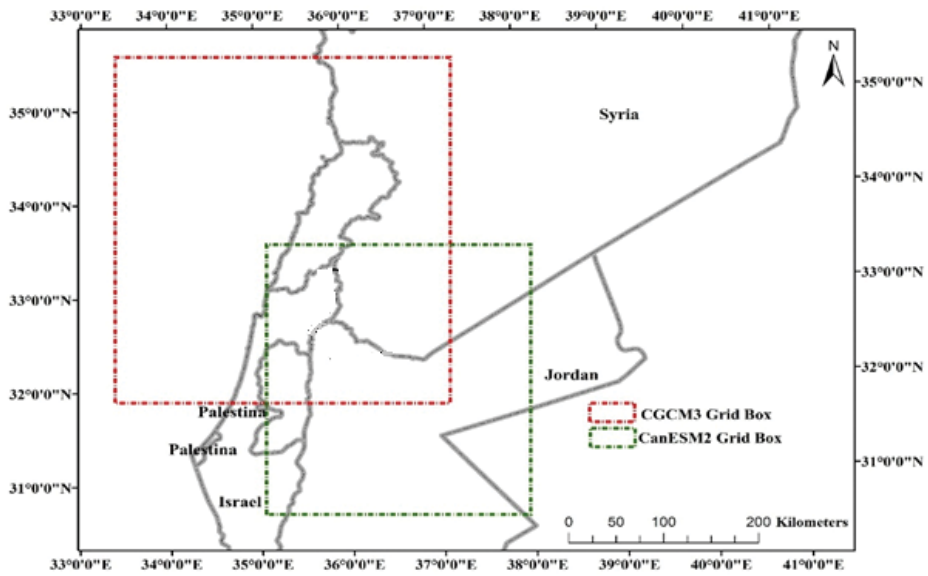 33°0'0"E 34°0'0"E 35°0'0"E 36°0'0"E 37°0'0"E 38°0'0"E 39°0'0"E 40°0'0"E 41°0'0"E
N
35°0'0"N
35°0'0"N
Syria
34°0'0"N
34°0'0"N
33°0'0"N
33°0'0"N
32°0'0"N
32°0'0"N
Jordan
Palestina
CGCM3 Grid Box
CanESM2 Grid Box
Palestina
31°0'0"N
31°0'0"N
Israel
0 50 100 200 Kilometers
33°0'0"E 34°0'0"E 35°0'0"E 36°0'0"E 37°0'0"E 38°0'0"E 39°0'0"E 40°0'0"E 41°0'0"E